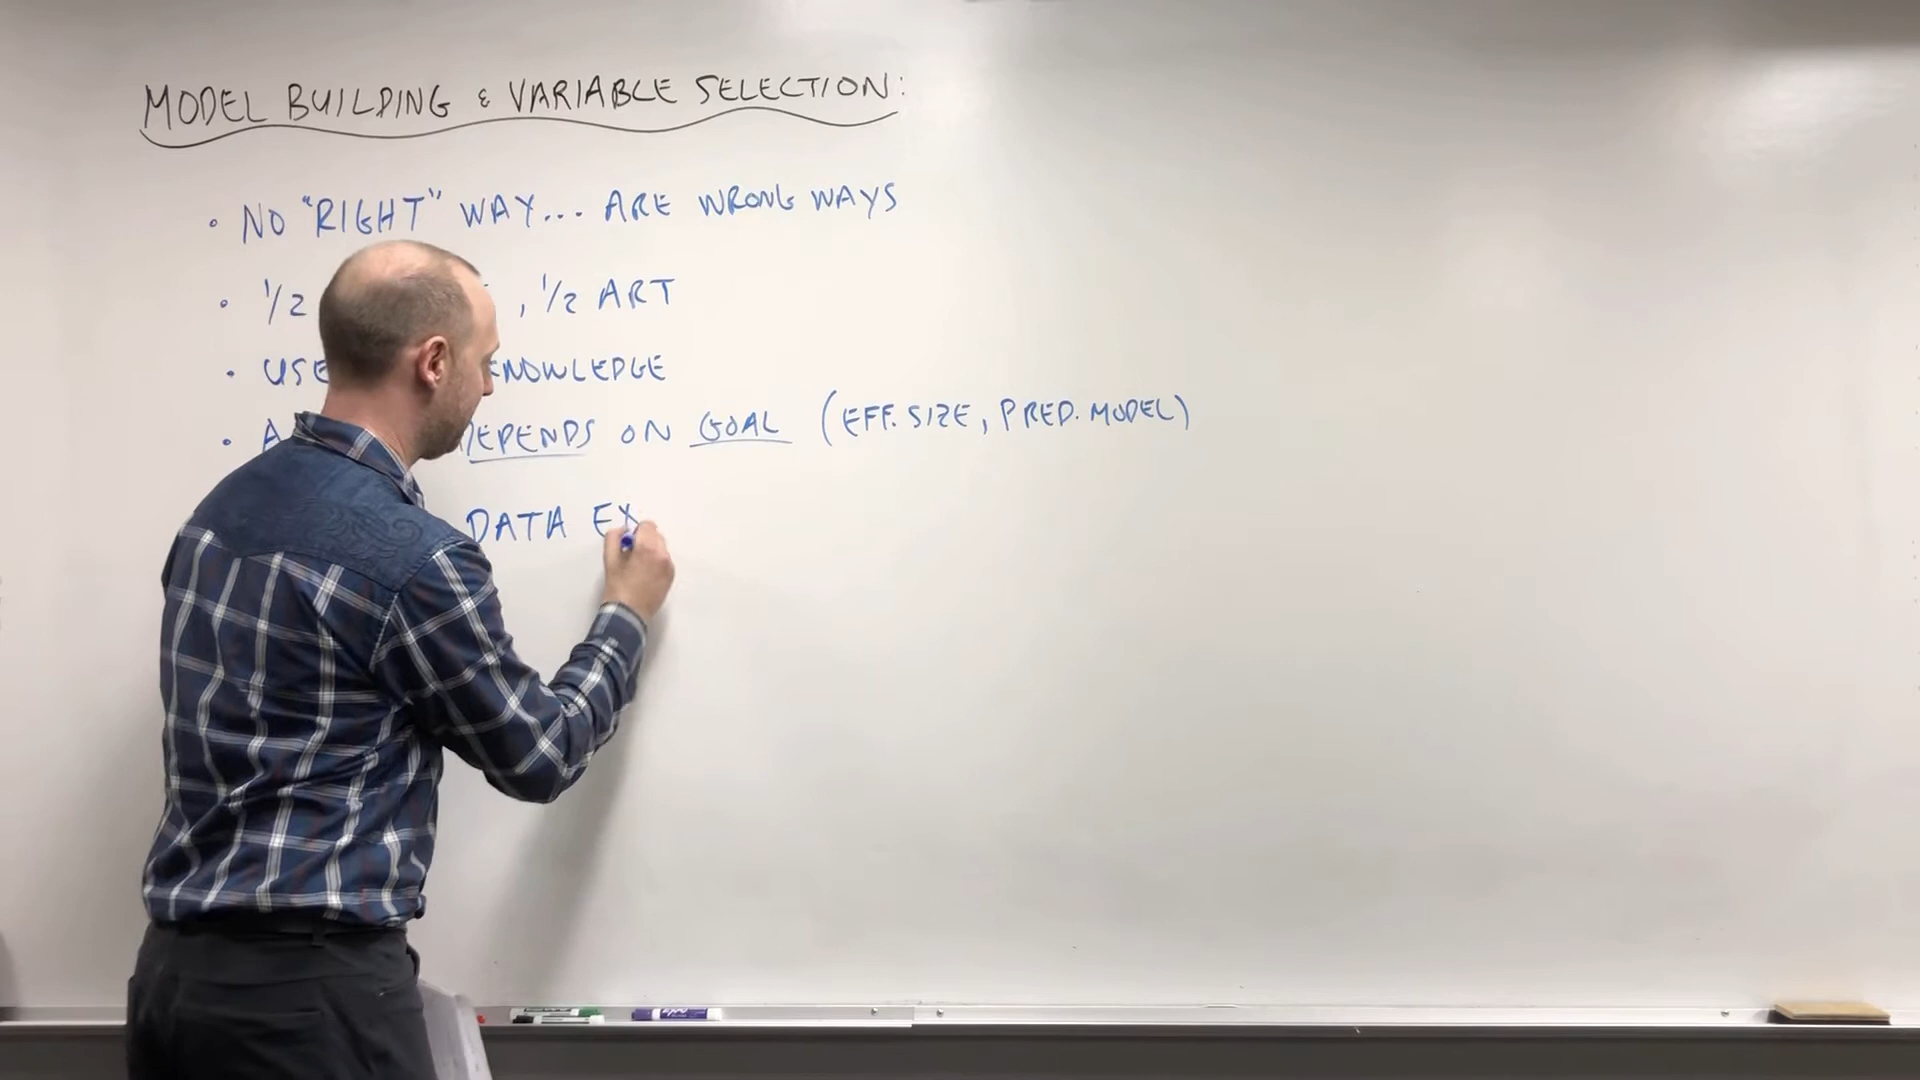 MODEL BUILDING & VARIABLE SELECTION:
• NO "RIGHT" WAY... ARE WRONG WAYS
• 1/2 , 1/2 ART
• USE KNOWLEDGE
• DEPENDS ON GOAL (EFF. SIZE, PRED. MODEL)
DATA EX